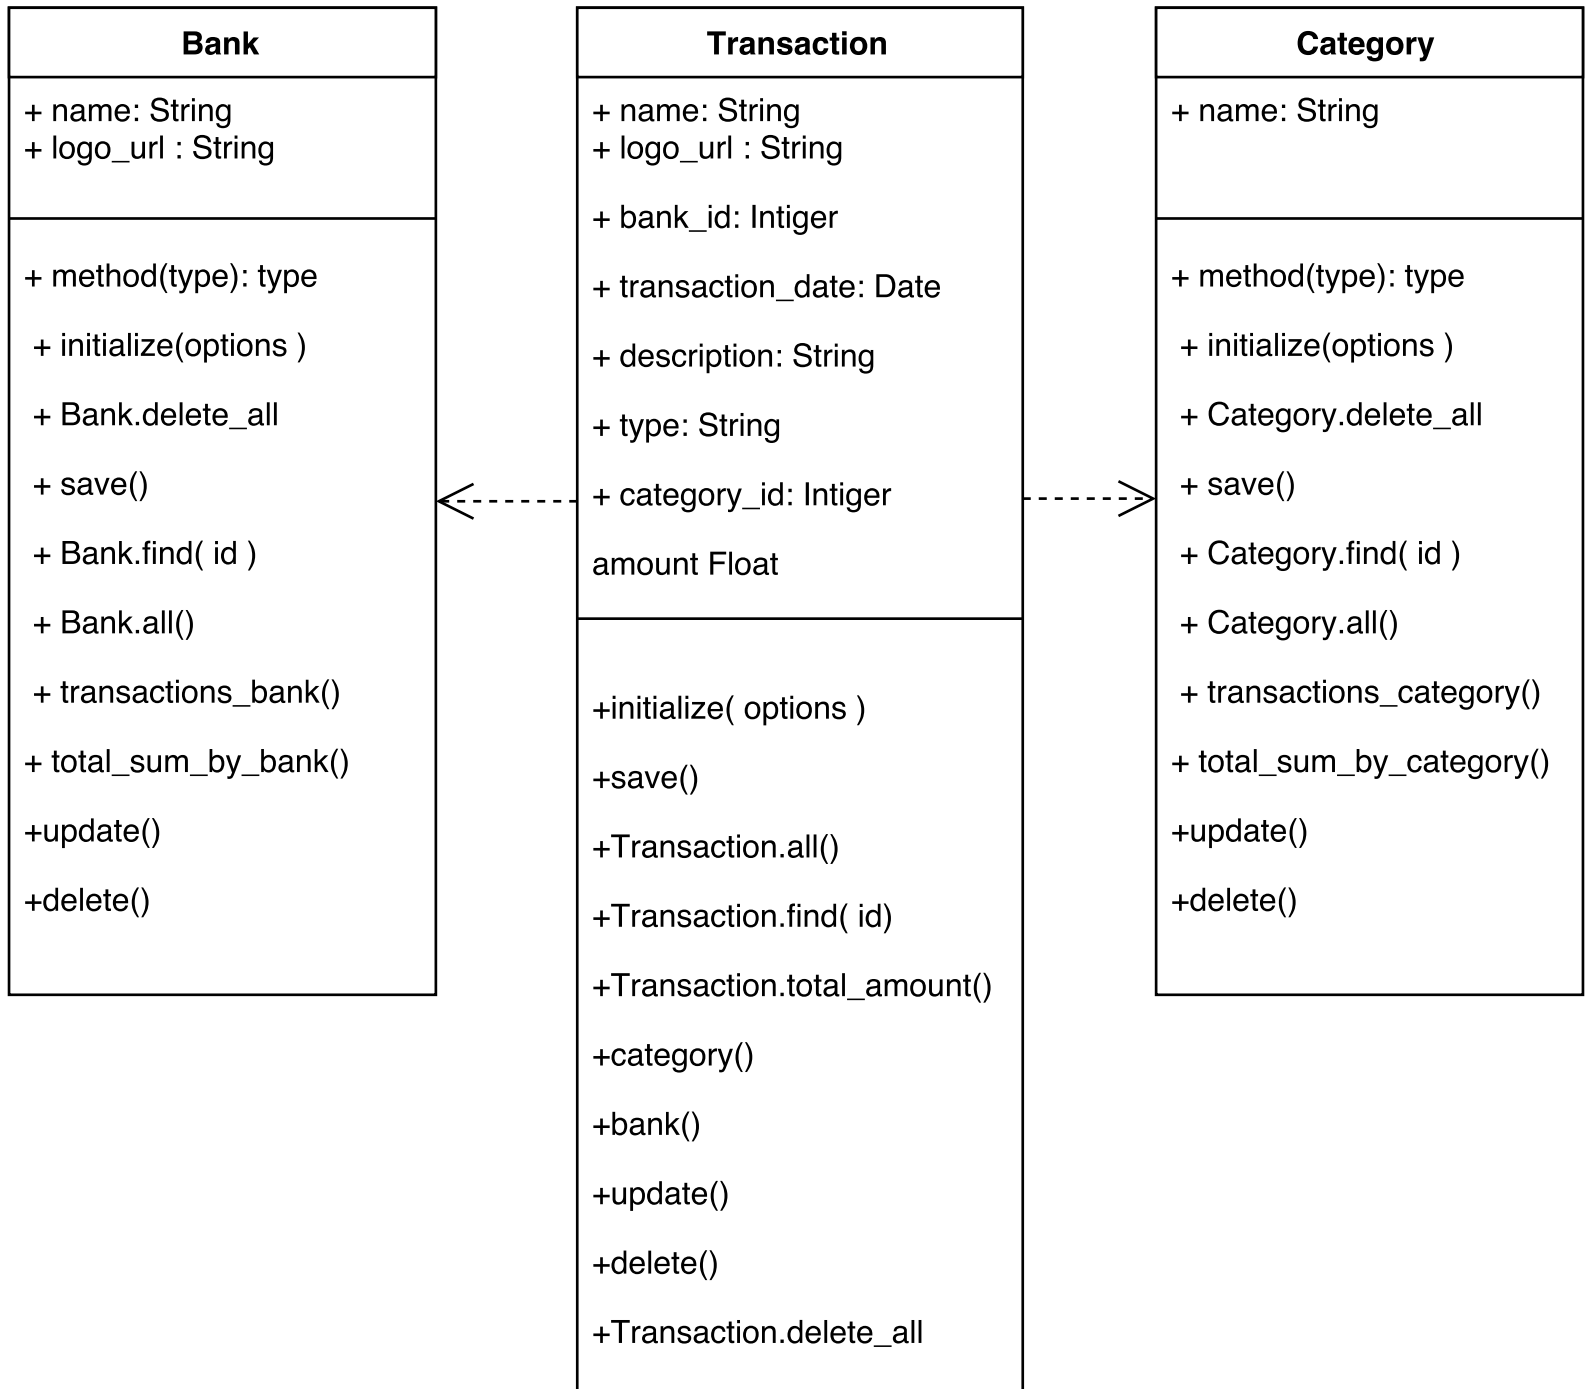 Bank
+ name: String
+ logo_url : String
+ method(type): type
+ initialize(options )
+ Bank.delete_all
+ save()
+ Bank.find( id )
+ Bank.all()
+ transactions_bank()
+ total_sum_by_bank()
+update()
+delete()
Transaction
+ name: String
+ logo_url : String
+ bank_id: Intiger
+ transaction_date: Date
+ description: String
+ type: String
+ category_id: Intiger
amount Float
+initialize( options )
+save()
+Transaction.all()
+Transaction.find( id)
+Transaction.total_amount()
+category()
+bank()
+update()
+delete()
+Transaction.delete_all
Category
+ name: String
+ method(type): type
+ initialize(options )
+ Category.delete_all
+ save()
+ Category.find( id )
+ Category.all()
+ transactions_category()
+ total_sum_by_category()
+update()
+delete()